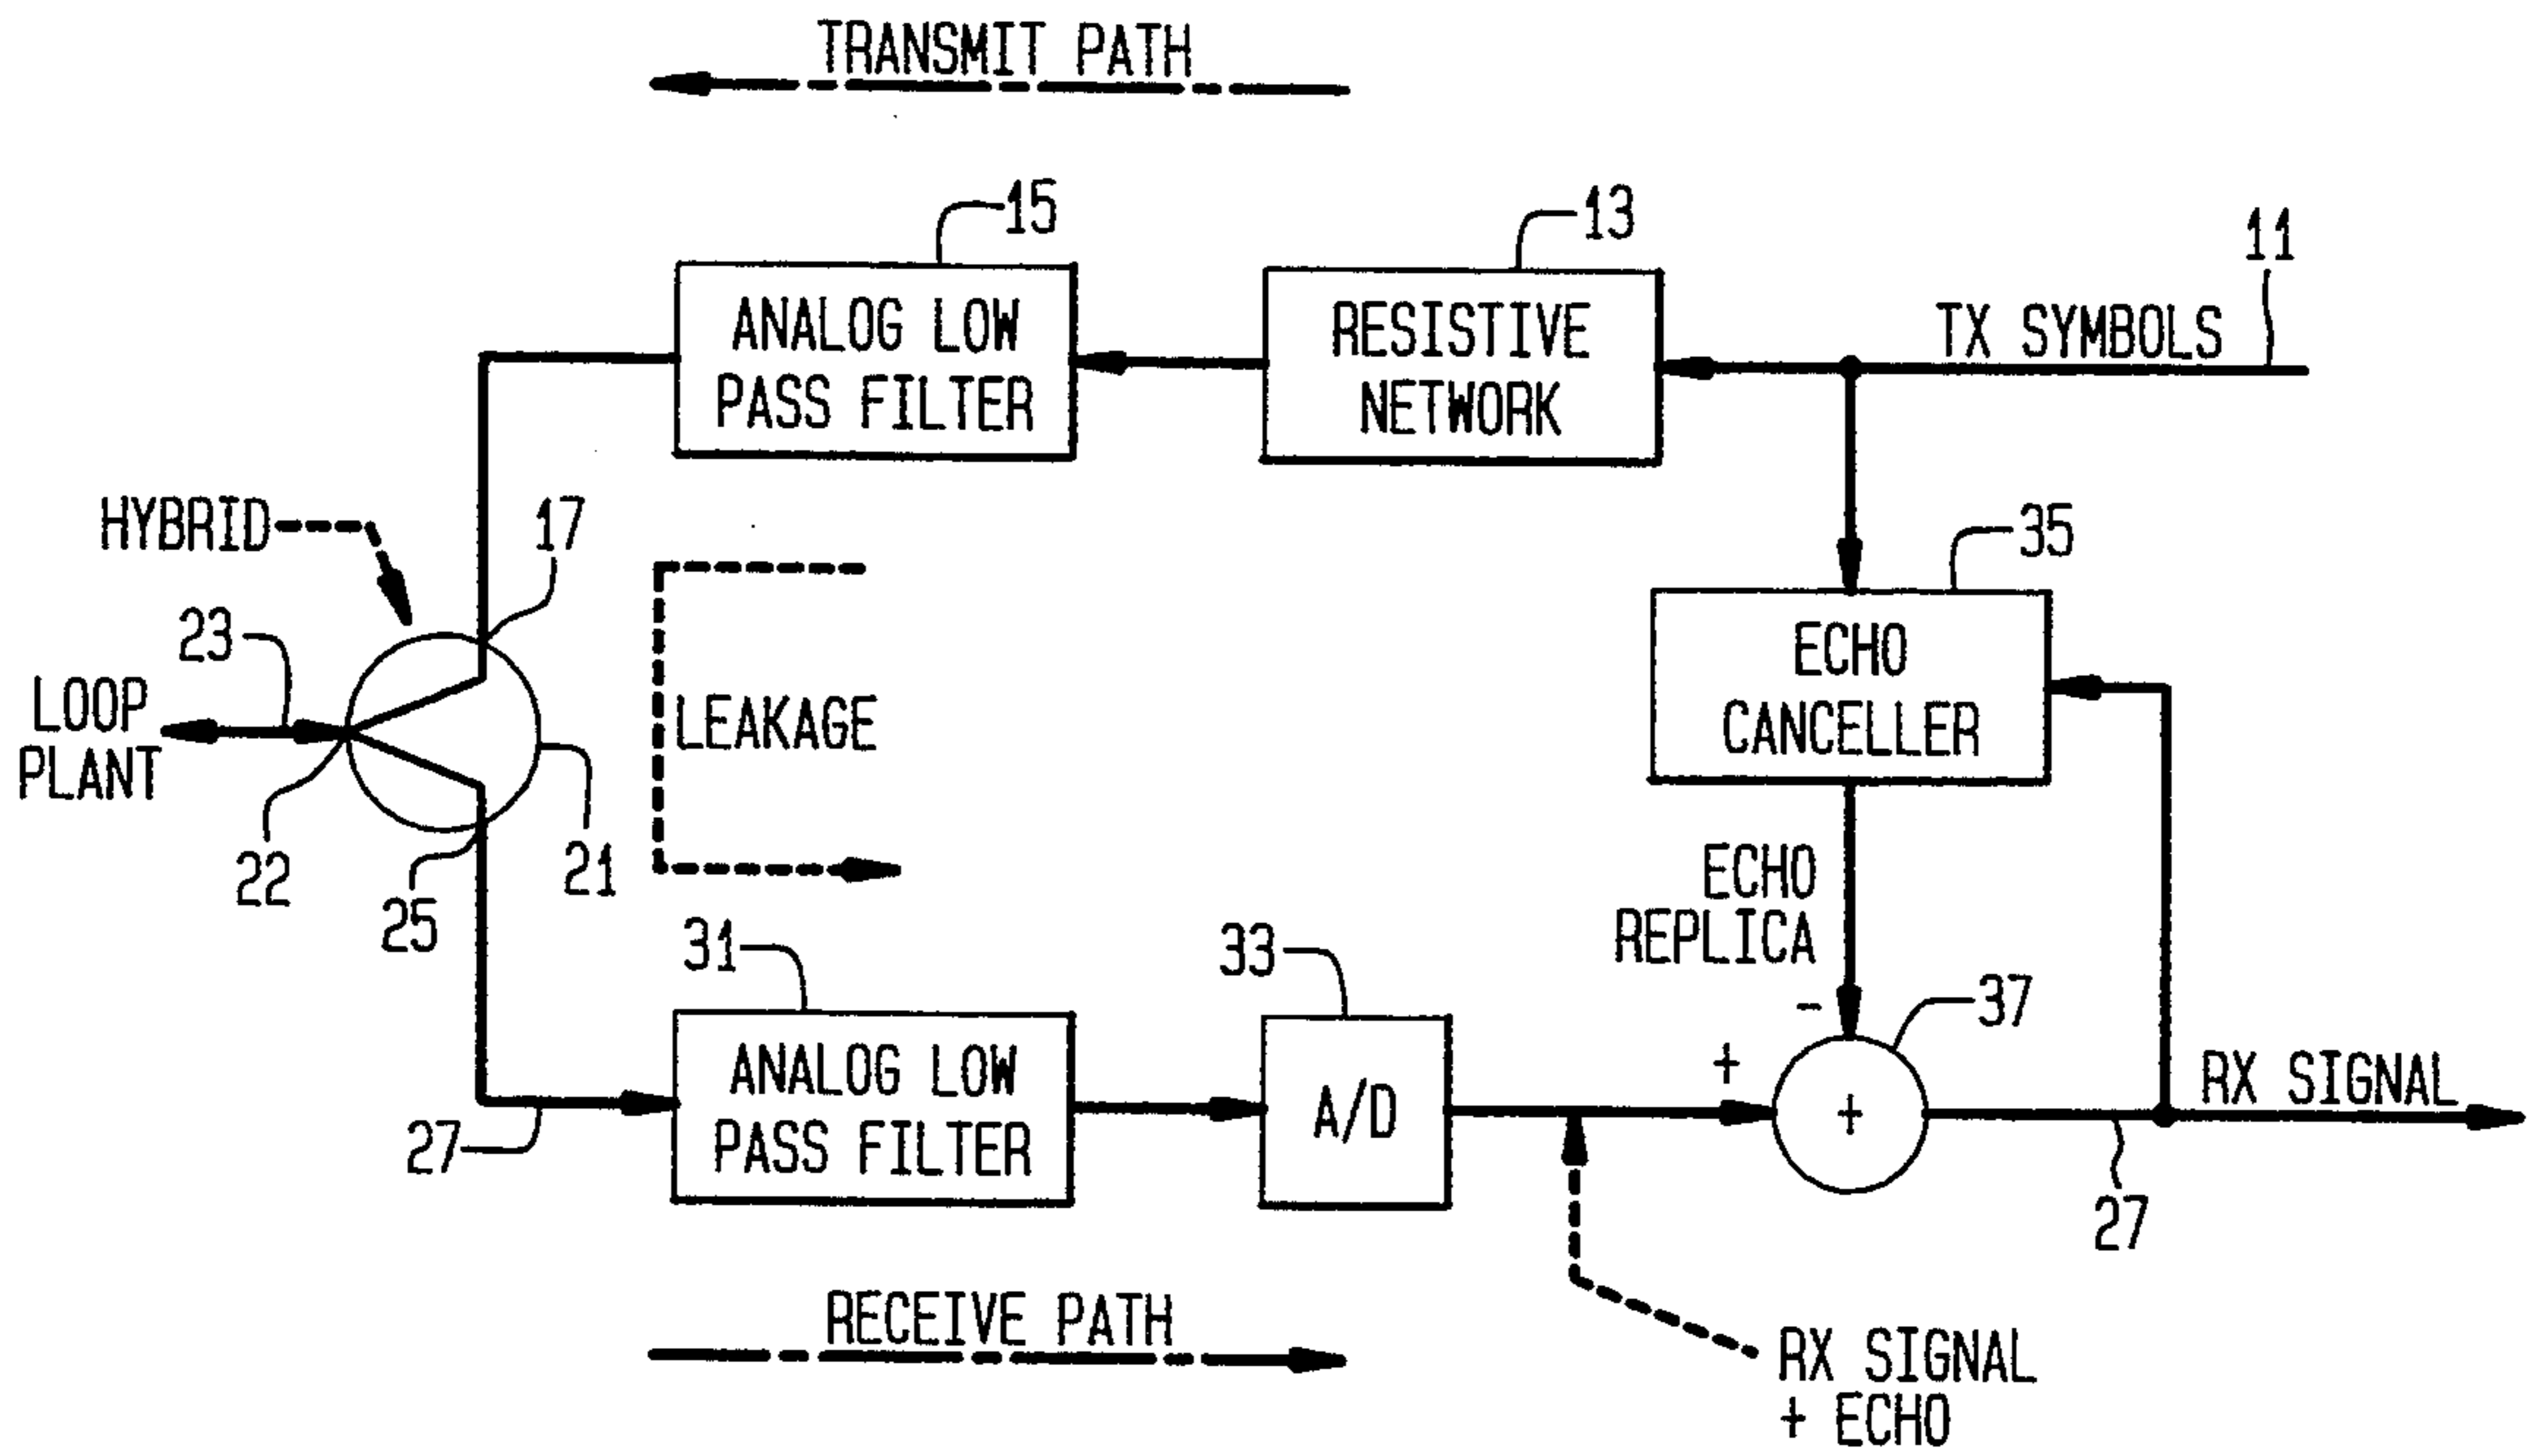 TRANSMIT PATH
15
13
11
ANALOG LOW
PASS FILTER
RESISTIVE
NETWORK
TX SYMBOLS
HYBRID
17
35
23
LOOP
PLANT
LEAKAGE
ECHO
CANCELLER
22
25
21
ECHO
REPLICA
31
33
37
-
+
ANALOG LOW
PASS FILTER
A/D
+
RX SIGNAL
27
27
RECEIVE PATH
RX SIGNAL
+ ECHO